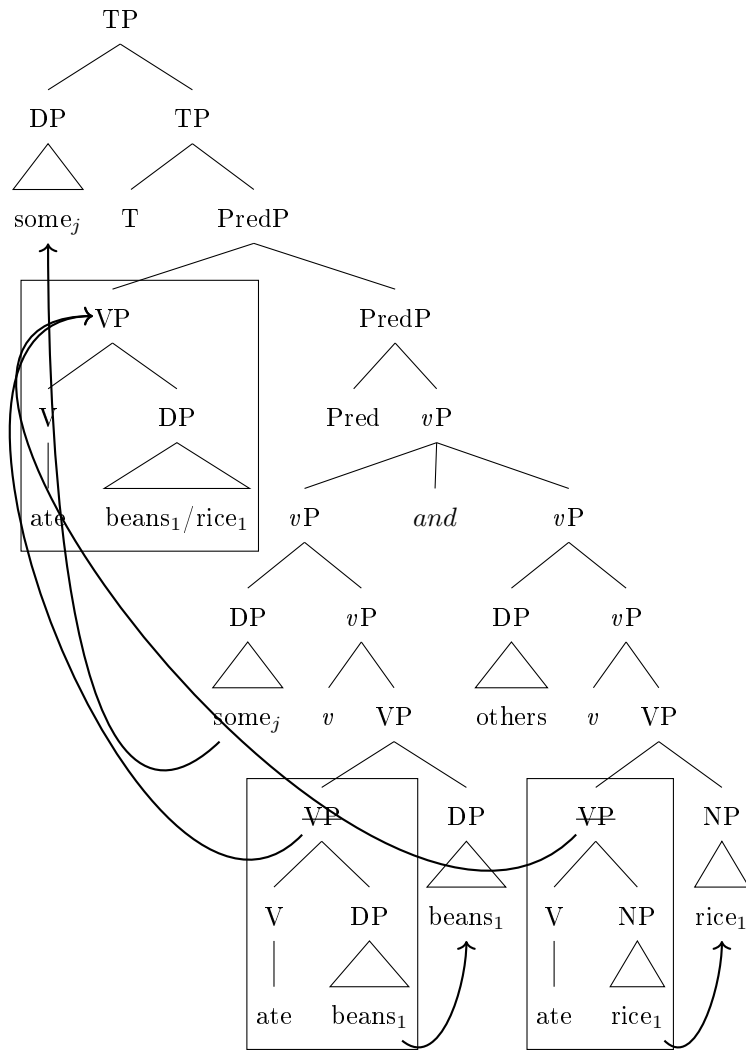 TP
DP TP
some_j T PredP
VP PredP
V DP Pred vP
ate beans_1/rice_1 vP and vP
DP vP DP vP
some_j v VP others v VP
VP DP VP NP
V DP beans_1 V NP rice_1
ate beans_1 ate rice_1